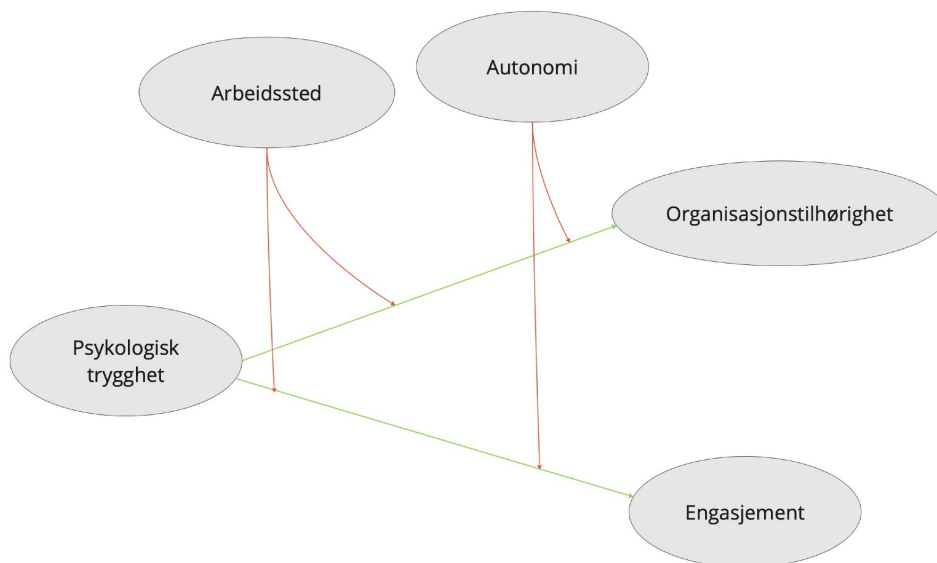 Arbeidssted
Autonomi
Organisasjonstilhørighet
Psykologisk
trygghet
Engasjement